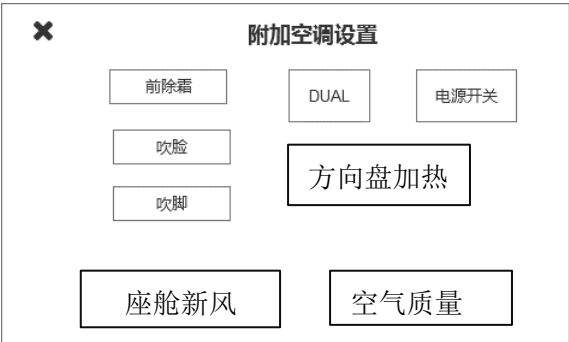 附加空调设置
前除霜
DUAL
电源开关
吹脸
方向盘加热
吹脚
座舱新风
空气质量